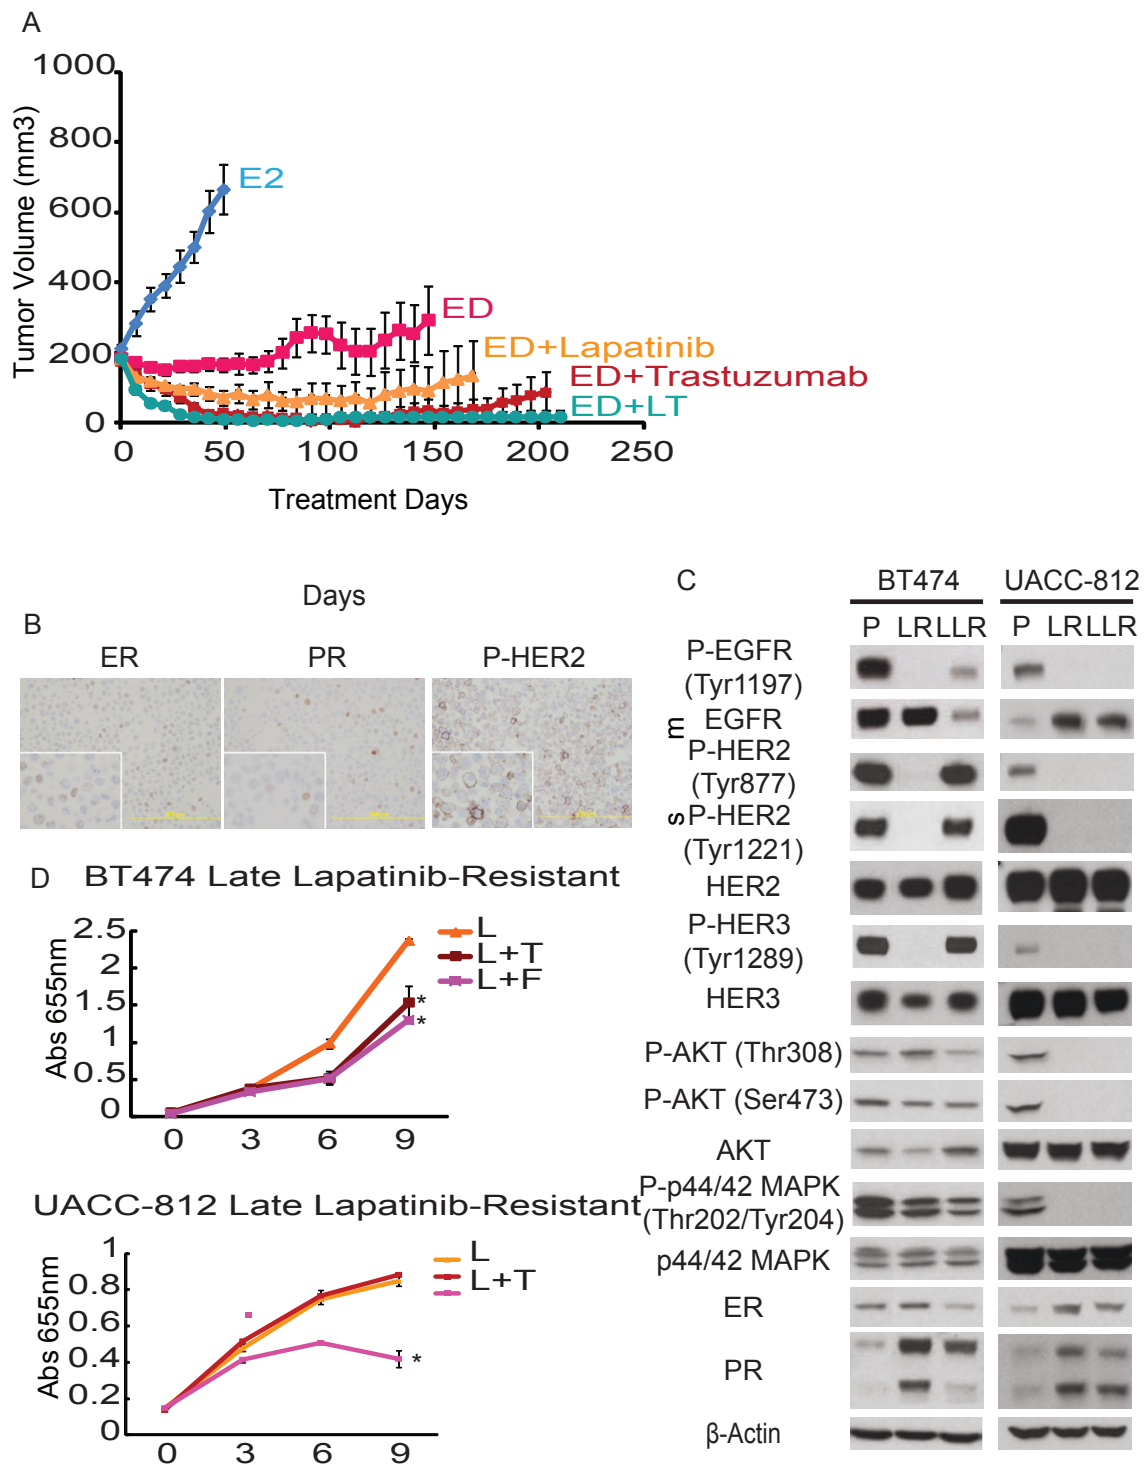 A
1000
800
600
400
200
0
Tumor Volume (mm3)
E2
ED
ED+Lapatinib
ED+Trastuzumab
ED+LT
0 50 100 150 200 250
Treatment Days
Days
B
ER PR P-HER2
C
BT474 UACC-812
P LR LLR P LR LLR
P-EGFR
(Tyr1197)
m
EGFR
P-HER2
(Tyr877)
s
P-HER2
(Tyr1221)
HER2
P-HER3
(Tyr1289)
HER3
P-AKT (Thr308)
P-AKT (Ser473)
AKT
P-p44/42 MAPK
(Thr202/Tyr204)
p44/42 MAPK
ER
PR
β-Actin
D
BT474 Late Lapatinib-Resistant
2.5
2
1.5
1
0.5
0
Abs 655nm
L
L+T
L+F
*
*
0 3 6 9
UACC-812 Late Lapatinib-Resistant
1
0.8
0.6
0.4
0.2
0
Abs 655nm
L
L+T
*
0 3 6 9